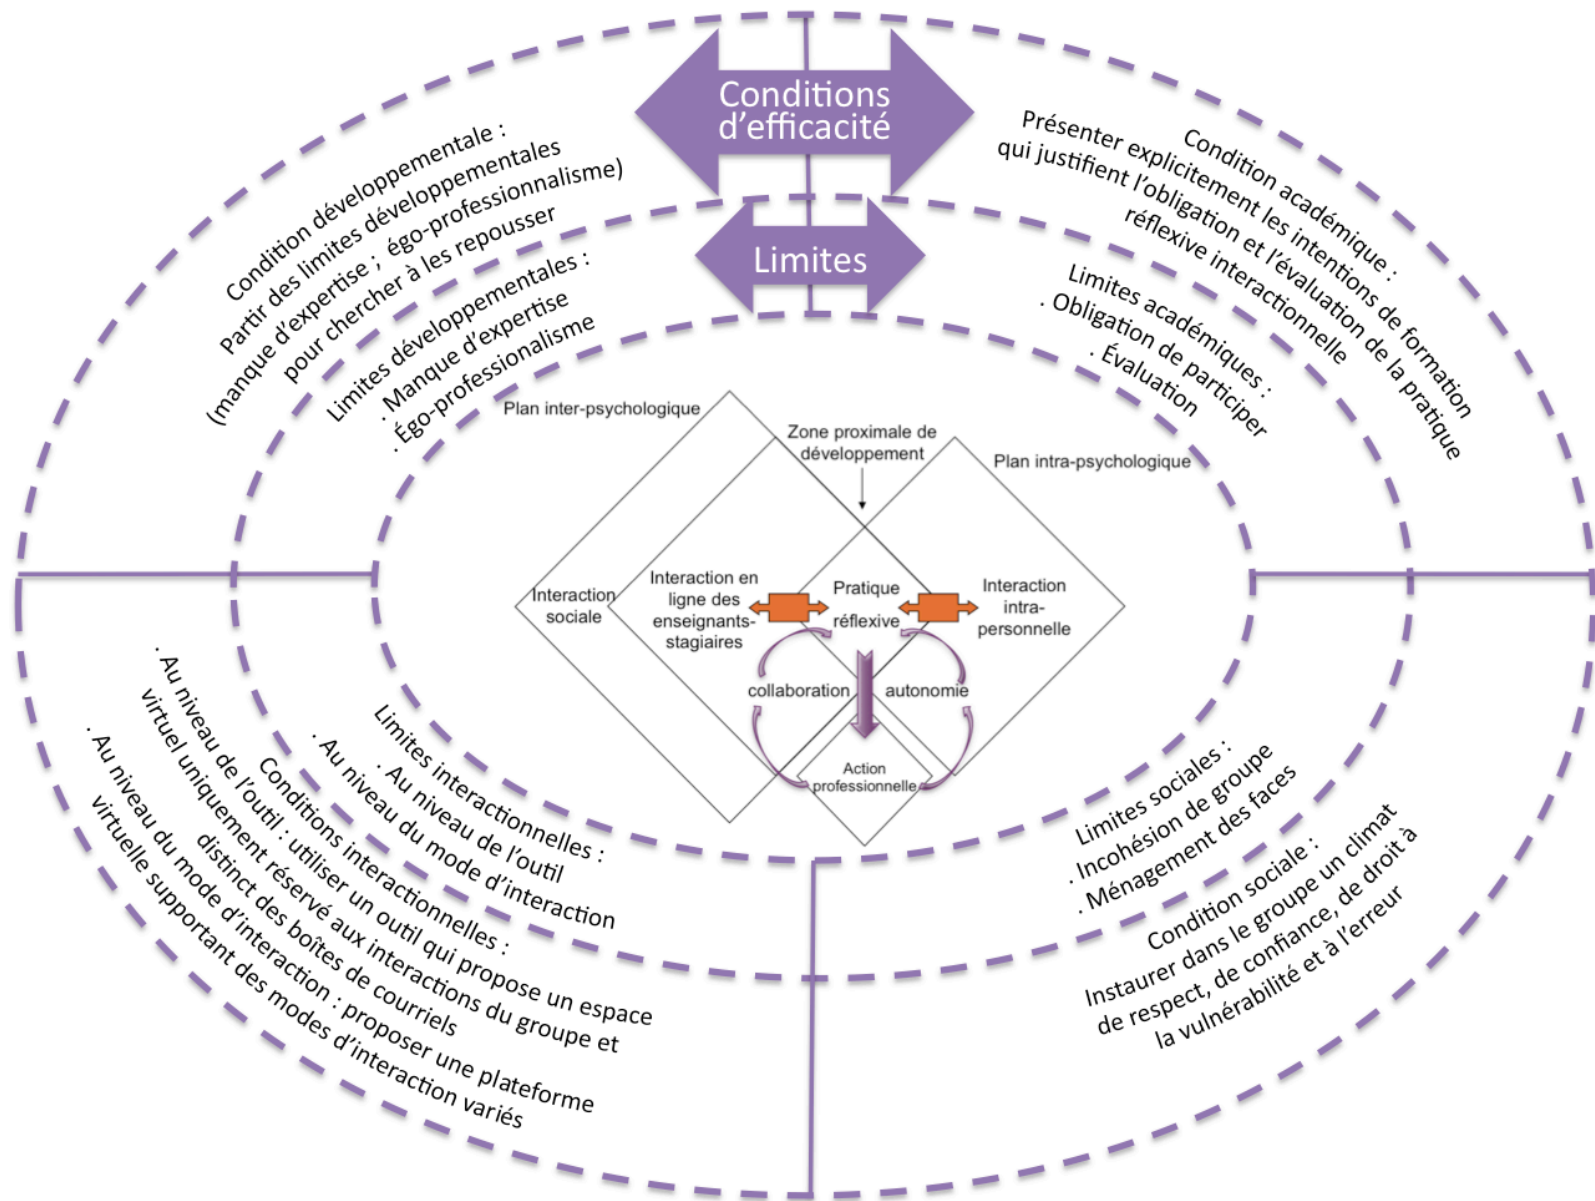 Conditions
d'efficacité
Limites
Condition développementale :
Partir des limites développementales
(manque d'expertise ; égo-professionnalisme)
pour chercher à les repousser
Limites développementales :
. Manque d'expertise
. Égo-professionalisme
Condition académique :
Présenter explicitement les intentions de formation
qui justifient l'obligation et l'évaluation de la pratique
réflexive interactionnelle
Limites académiques :
. Obligation de participer
. Évaluation
Plan inter-psychologique
Zone proximale de
développement
Plan intra-psychologique
Interaction
sociale
Interaction en
ligne des
enseignants-
stagiaires
Pratique
réflexive
Interaction
intra-
personnelle
collaboration
autonomie
Action
professionnelle
Limites interactionnelles :
. Au niveau de l'outil
. Au niveau du mode d'interaction
Conditions interactionnelles :
. Au niveau de l'outil : utiliser un outil qui propose un espace
virtuel uniquement réservé aux interactions du groupe et
distinct des boîtes de courriels
. Au niveau du mode d'interaction : proposer une plateforme
virtuelle supportant des modes d'interaction variés
Limites sociales :
. Incohésion de groupe
. Ménagement des faces
Condition sociale :
Instaurer dans le groupe un climat
de respect, de confiance, de droit à
la vulnérabilité et à l'erreur